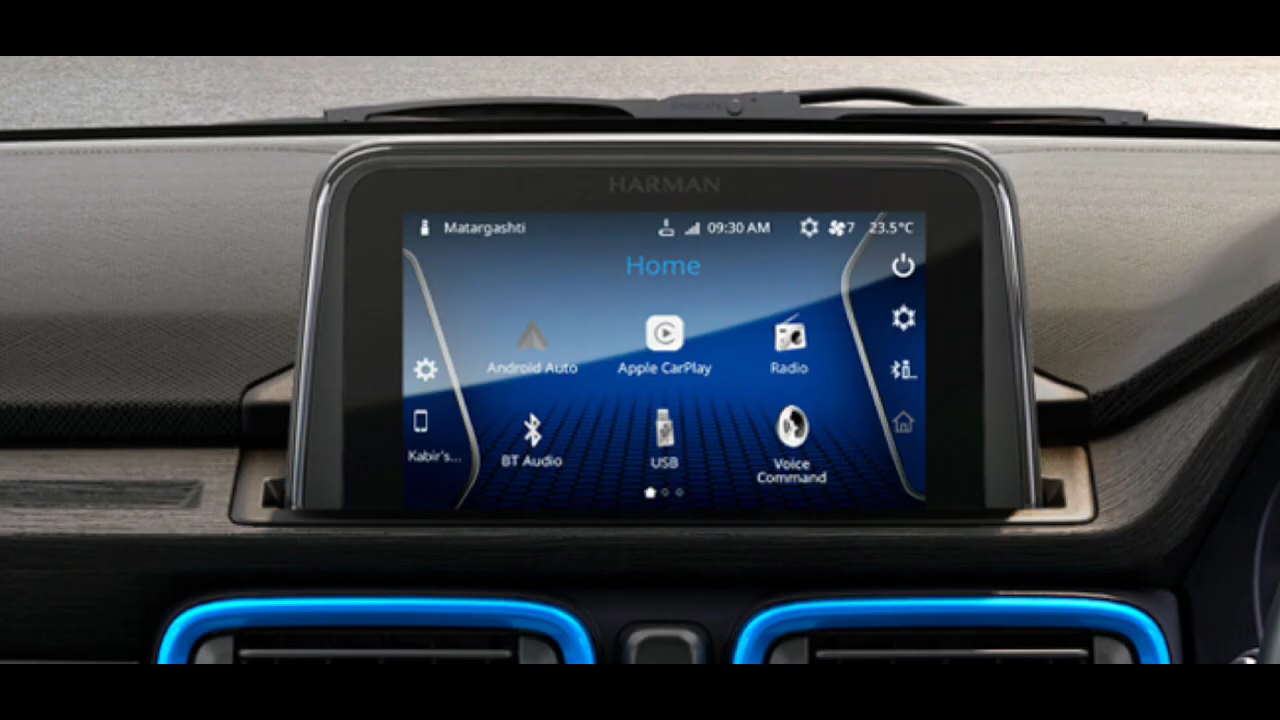 HARMAN
Matargashti
09:30 AM
7
23.5°C
Home
Android Auto
Apple CarPlay
Radio
Kabir's...
BT Audio
USB
Voice
Command